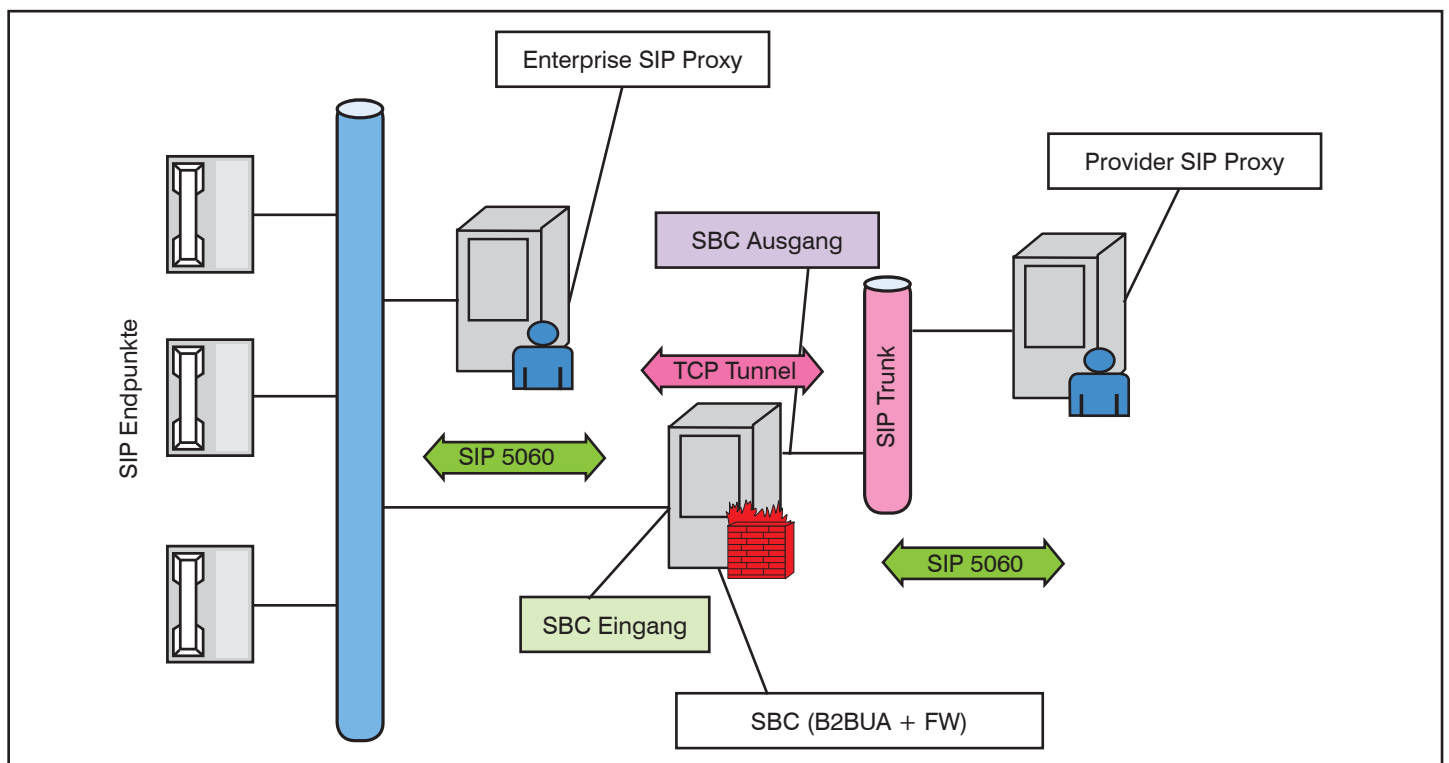 Enterprise SIP Proxy
Provider SIP Proxy
SBC Ausgang
SIP Endpunkte
TCP Tunnel
SIP Trunk
SIP 5060
SIP 5060
SBC Eingang
SBC (B2BUA + FW)